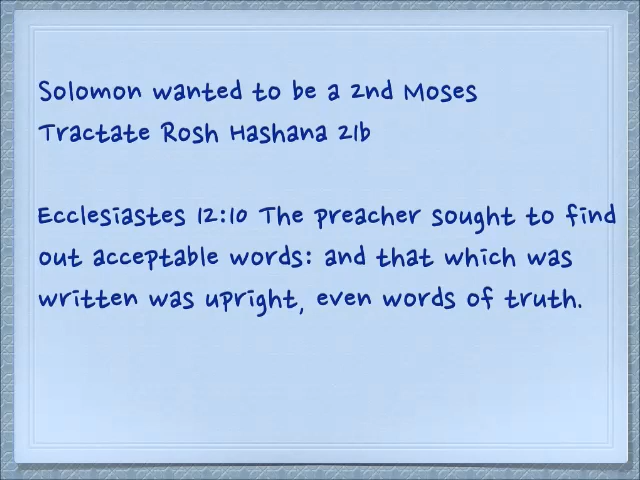 Solomon wanted to be a 2nd Moses
Tractate Rosh Hashana 21b
Ecclesiastes 12:10 The preacher sought to find
out acceptable words: and that which was
written was upright, even words of truth.